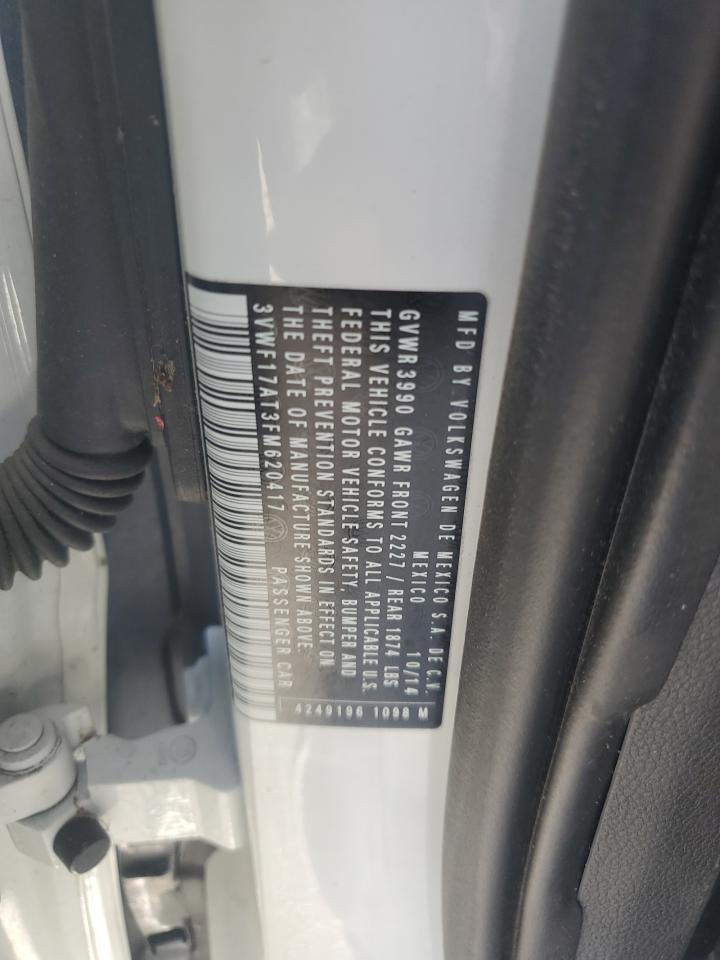 MFD BY VOLKSWAGEN DE MEXICO S.A. DE C.V.
MEXICO 10/14
GVWR 3990 GAWR FRONT 2227 / REAR 1874 LBS
THIS VEHICLE CONFORMS TO ALL APPLICABLE U.S.
FEDERAL MOTOR VEHICLE SAFETY, BUMPER AND
THEFT PREVENTION STANDARDS IN EFFECT ON
THE DATE OF MANUFACTURE SHOWN ABOVE.
3VWF17AT3FM620417 PASSENGER CAR